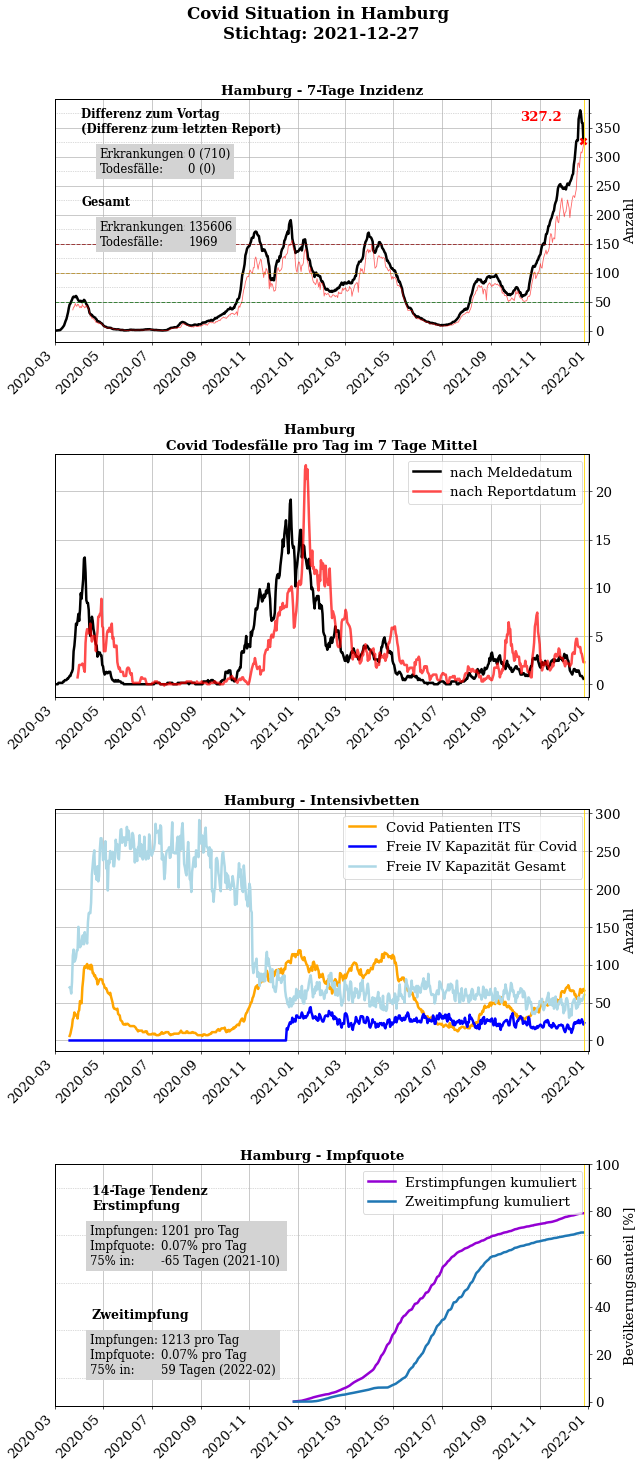 Covid Situation in Hamburg
Stichtag: 2021-12-27
Hamburg - 7-Tage Inzidenz
Differenz zum Vortag
(Differenz zum letzten Report)
Erkrankungen 0 (710)
Todesfälle: 0 (0)
Gesamt
Erkrankungen 135606
Todesfälle: 1969
327.2
350
300
250
200
150
100
50
0
Anzahl
2020-03
2020-05
2020-07
2020-09
2020-11
2021-01
2021-03
2021-05
2021-07
2021-09
2021-11
2022-01
Hamburg
Covid Todesfälle pro Tag im 7 Tage Mittel
nach Meldedatum
nach Reportdatum
20
15
10
5
0
2020-03
2020-05
2020-07
2020-09
2020-11
2021-01
2021-03
2021-05
2021-07
2021-09
2021-11
2022-01
Hamburg - Intensivbetten
Covid Patienten ITS
Freie IV Kapazität für Covid
Freie IV Kapazität Gesamt
300
250
200
150
100
50
0
Anzahl
2020-03
2020-05
2020-07
2020-09
2020-11
2021-01
2021-03
2021-05
2021-07
2021-09
2021-11
2022-01
Hamburg - Impfquote
14-Tage Tendenz
Erstimpfung
Impfungen: 1201 pro Tag
Impfquote: 0.07% pro Tag
75% in: -65 Tagen (2021-10)
Zweitimpfung
Impfungen: 1213 pro Tag
Impfquote: 0.07% pro Tag
75% in: 59 Tagen (2022-02)
Erstimpfungen kumuliert
Zweitimpfung kumuliert
100
80
60
40
20
0
Bevölkerungsanteil [%]
2020-03
2020-05
2020-07
2020-09
2020-11
2021-01
2021-03
2021-05
2021-07
2021-09
2021-11
2022-01